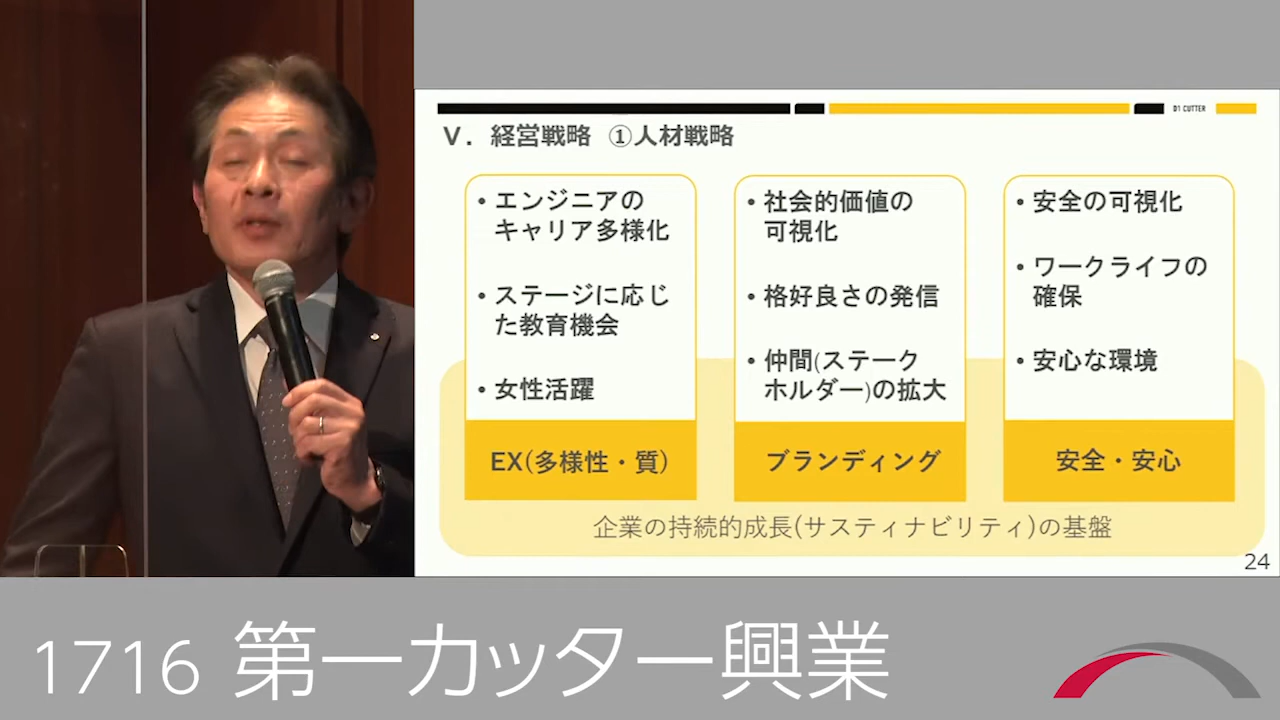 D1 CUTTER
Ⅴ．経営戦略 ①人材戦略
・エンジニアの
キャリア多様化
・ステージに応じ
た教育機会
・女性活躍
EX(多様性・質)
・社会的価値の
可視化
・格好良さの発信
・仲間(ステーク
ホルダー)の拡大
ブランディング
・安全の可視化
・ワークライフの
確保
・安心な環境
安全・安心
企業の持続的成長(サスティナビリティ)の基盤
24
1716 第一カッター興業